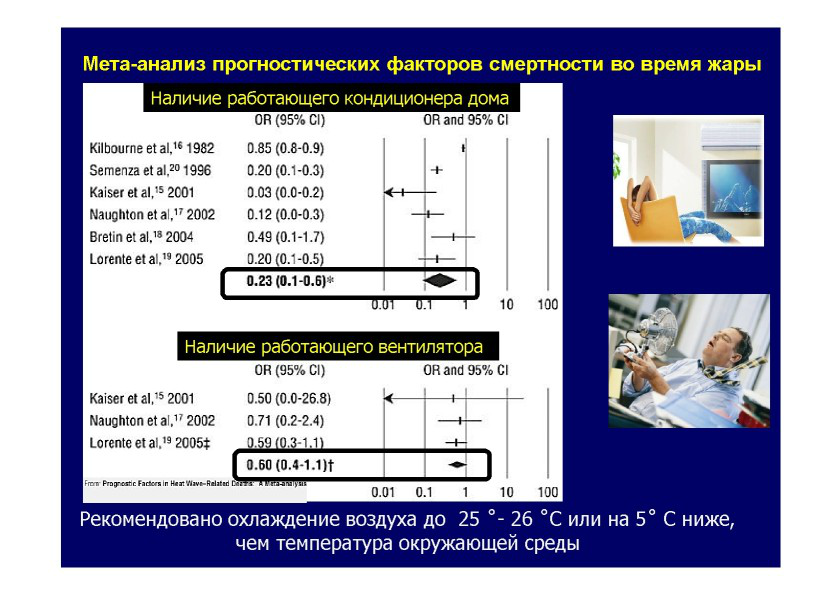 Мета-анализ прогностических факторов смертности во время жары
Наличие работающего кондиционера дома
OR (95% CI) OR and 95% CI
Kilbourne et al,¹⁶ 1982 0.85 (0.8-0.9)
Semenza et al,²⁰ 1996 0.20 (0.1-0.3)
Kaiser et al,¹⁵ 2001 0.03 (0.0-0.2)
Naughton et al,¹⁷ 2002 0.12 (0.0-0.3)
Bretin et al,¹⁸ 2004 0.49 (0.1-1.7)
Lorente et al,¹⁹ 2005 0.20 (0.1-0.5)
0.23 (0.1-0.6)*
0.01 0.1 1 10 100
Наличие работающего вентилятора
OR (95% CI) OR and 95% CI
Kaiser et al,¹⁵ 2001 0.50 (0.0-26.8)
Naughton et al,¹⁷ 2002 0.71 (0.2-2.4)
Lorente et al,¹⁹ 2005‡ 0.59 (0.3-1.1)
0.60 (0.4-1.1)†
From: Prognostic Factors in Heat Wave–Related Deaths: A Meta-analysis
0.01 0.1 1 10 100
Рекомендовано охлаждение воздуха до 25 ˚- 26 ˚С или на 5˚ С ниже,
чем температура окружающей среды